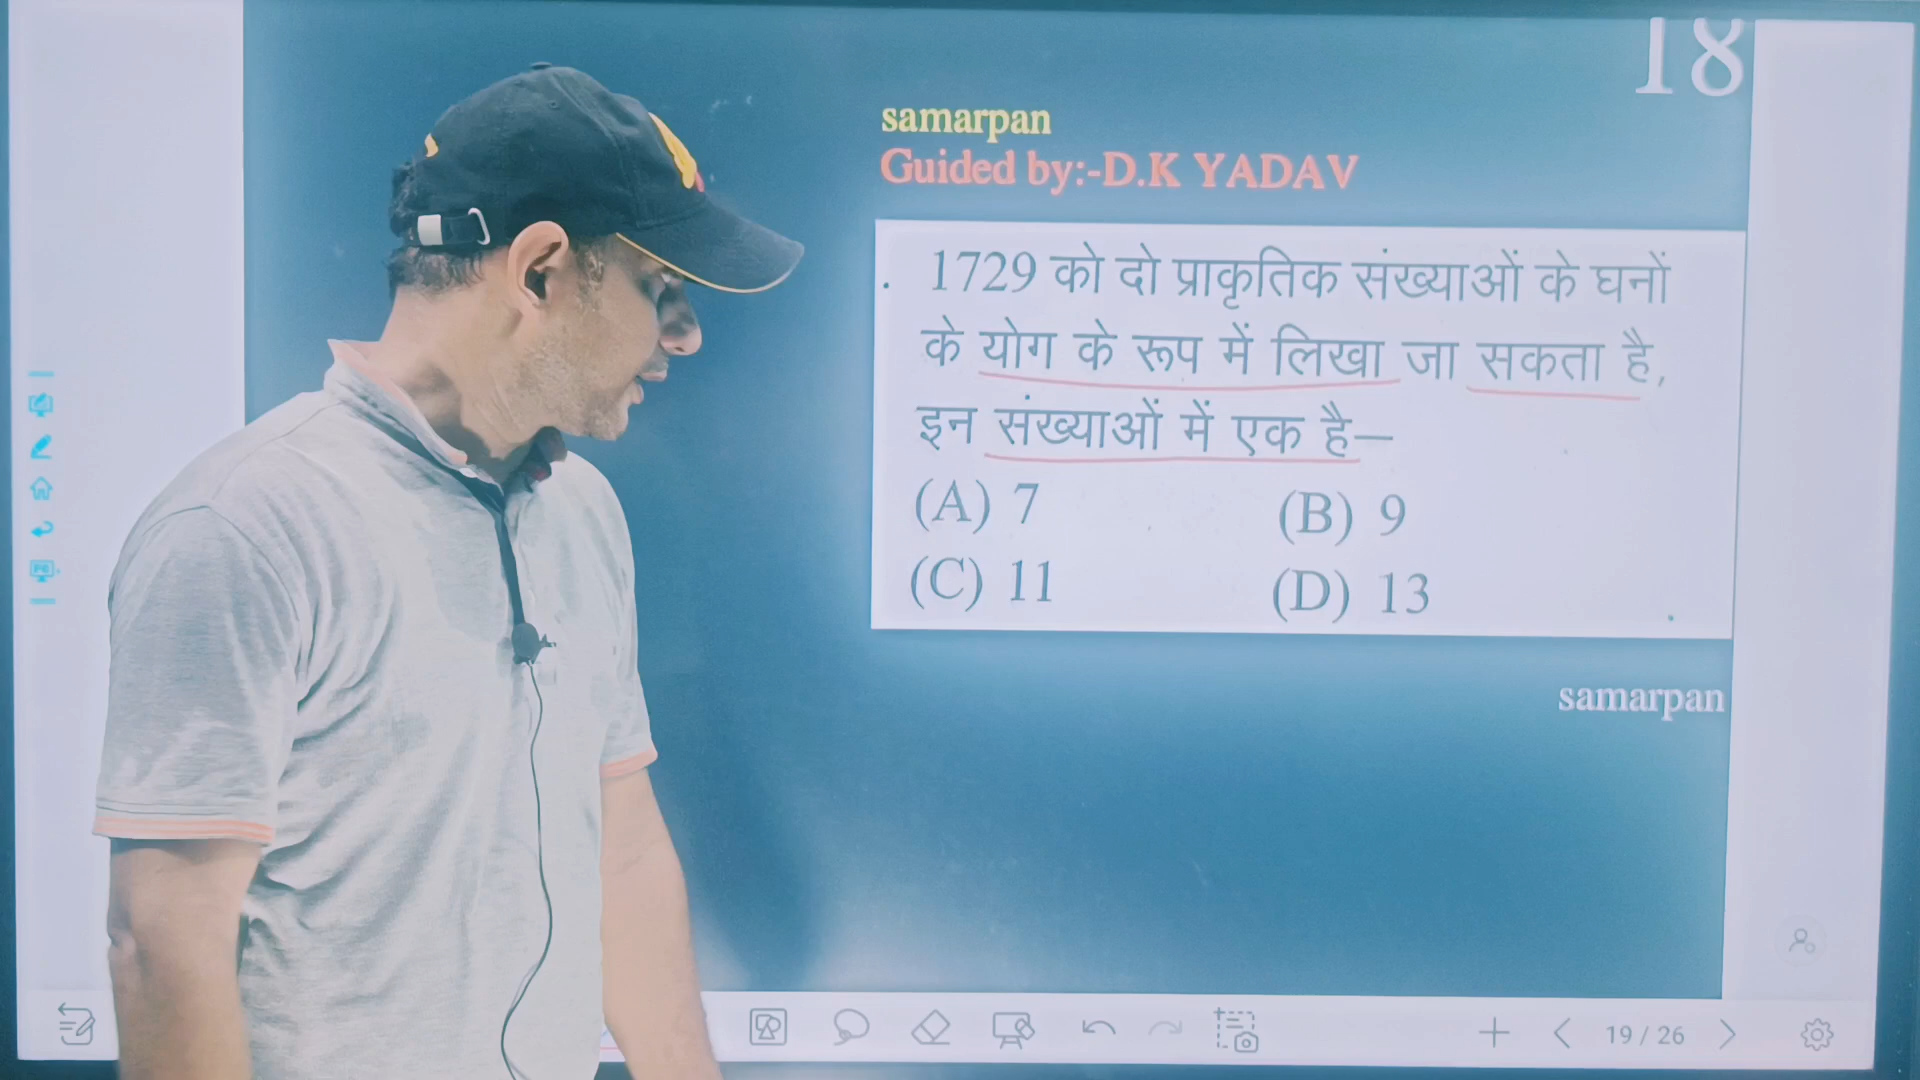 18
samarpan
Guided by:-D.K YADAV
. 1729 को दो प्राकृतिक संख्याओं के घनों
के योग के रूप में लिखा जा सकता है,
इन संख्याओं में एक है–
(A) 7 (B) 9
(C) 11 (D) 13
samarpan
19 / 26